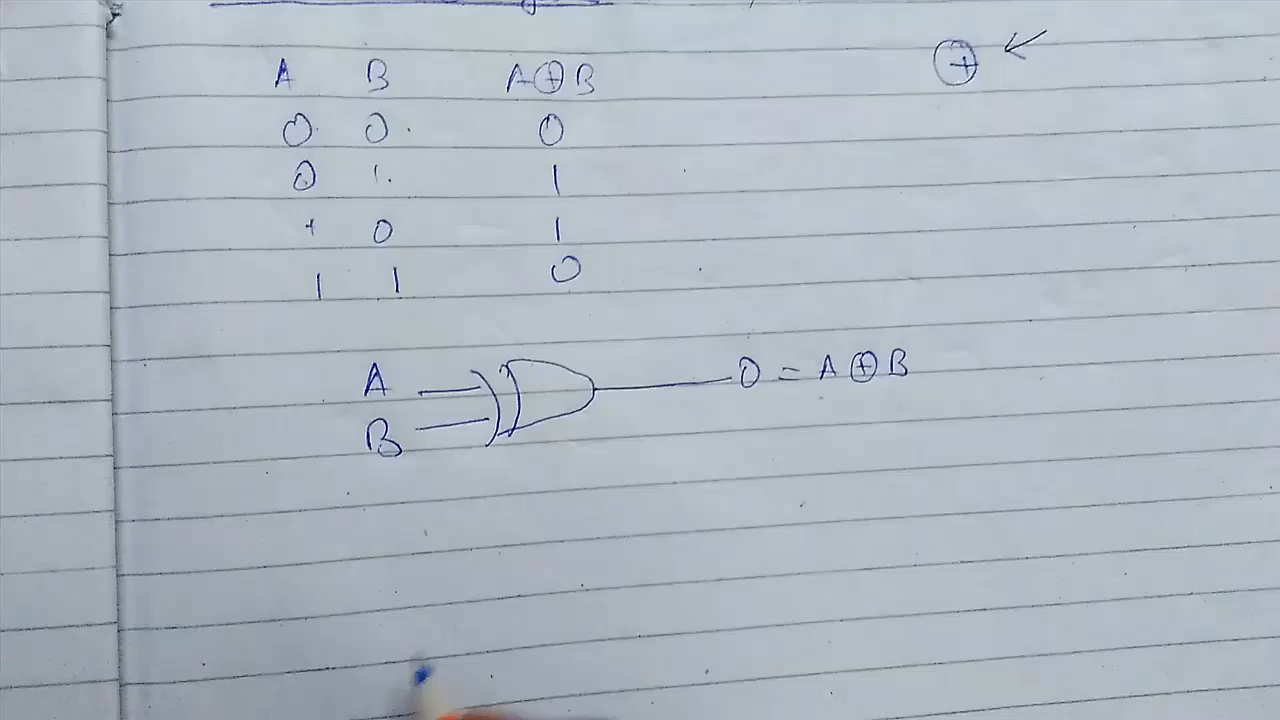 A B A⊕B ⊕ ←
0 0 0
0 1 1
1 0 1
1 1 0
A
O = A⊕B
B